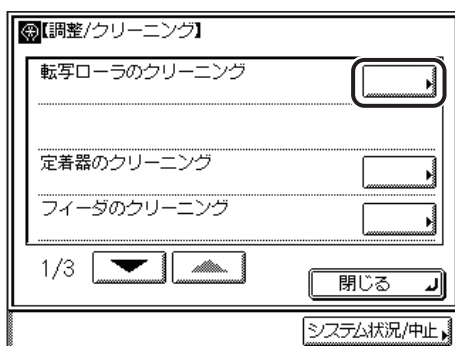 【調整/クリーニング】
転写ローラのクリーニング
定着器のクリーニング
フィーダのクリーニング
1/3
閉じる
システム状況/中止